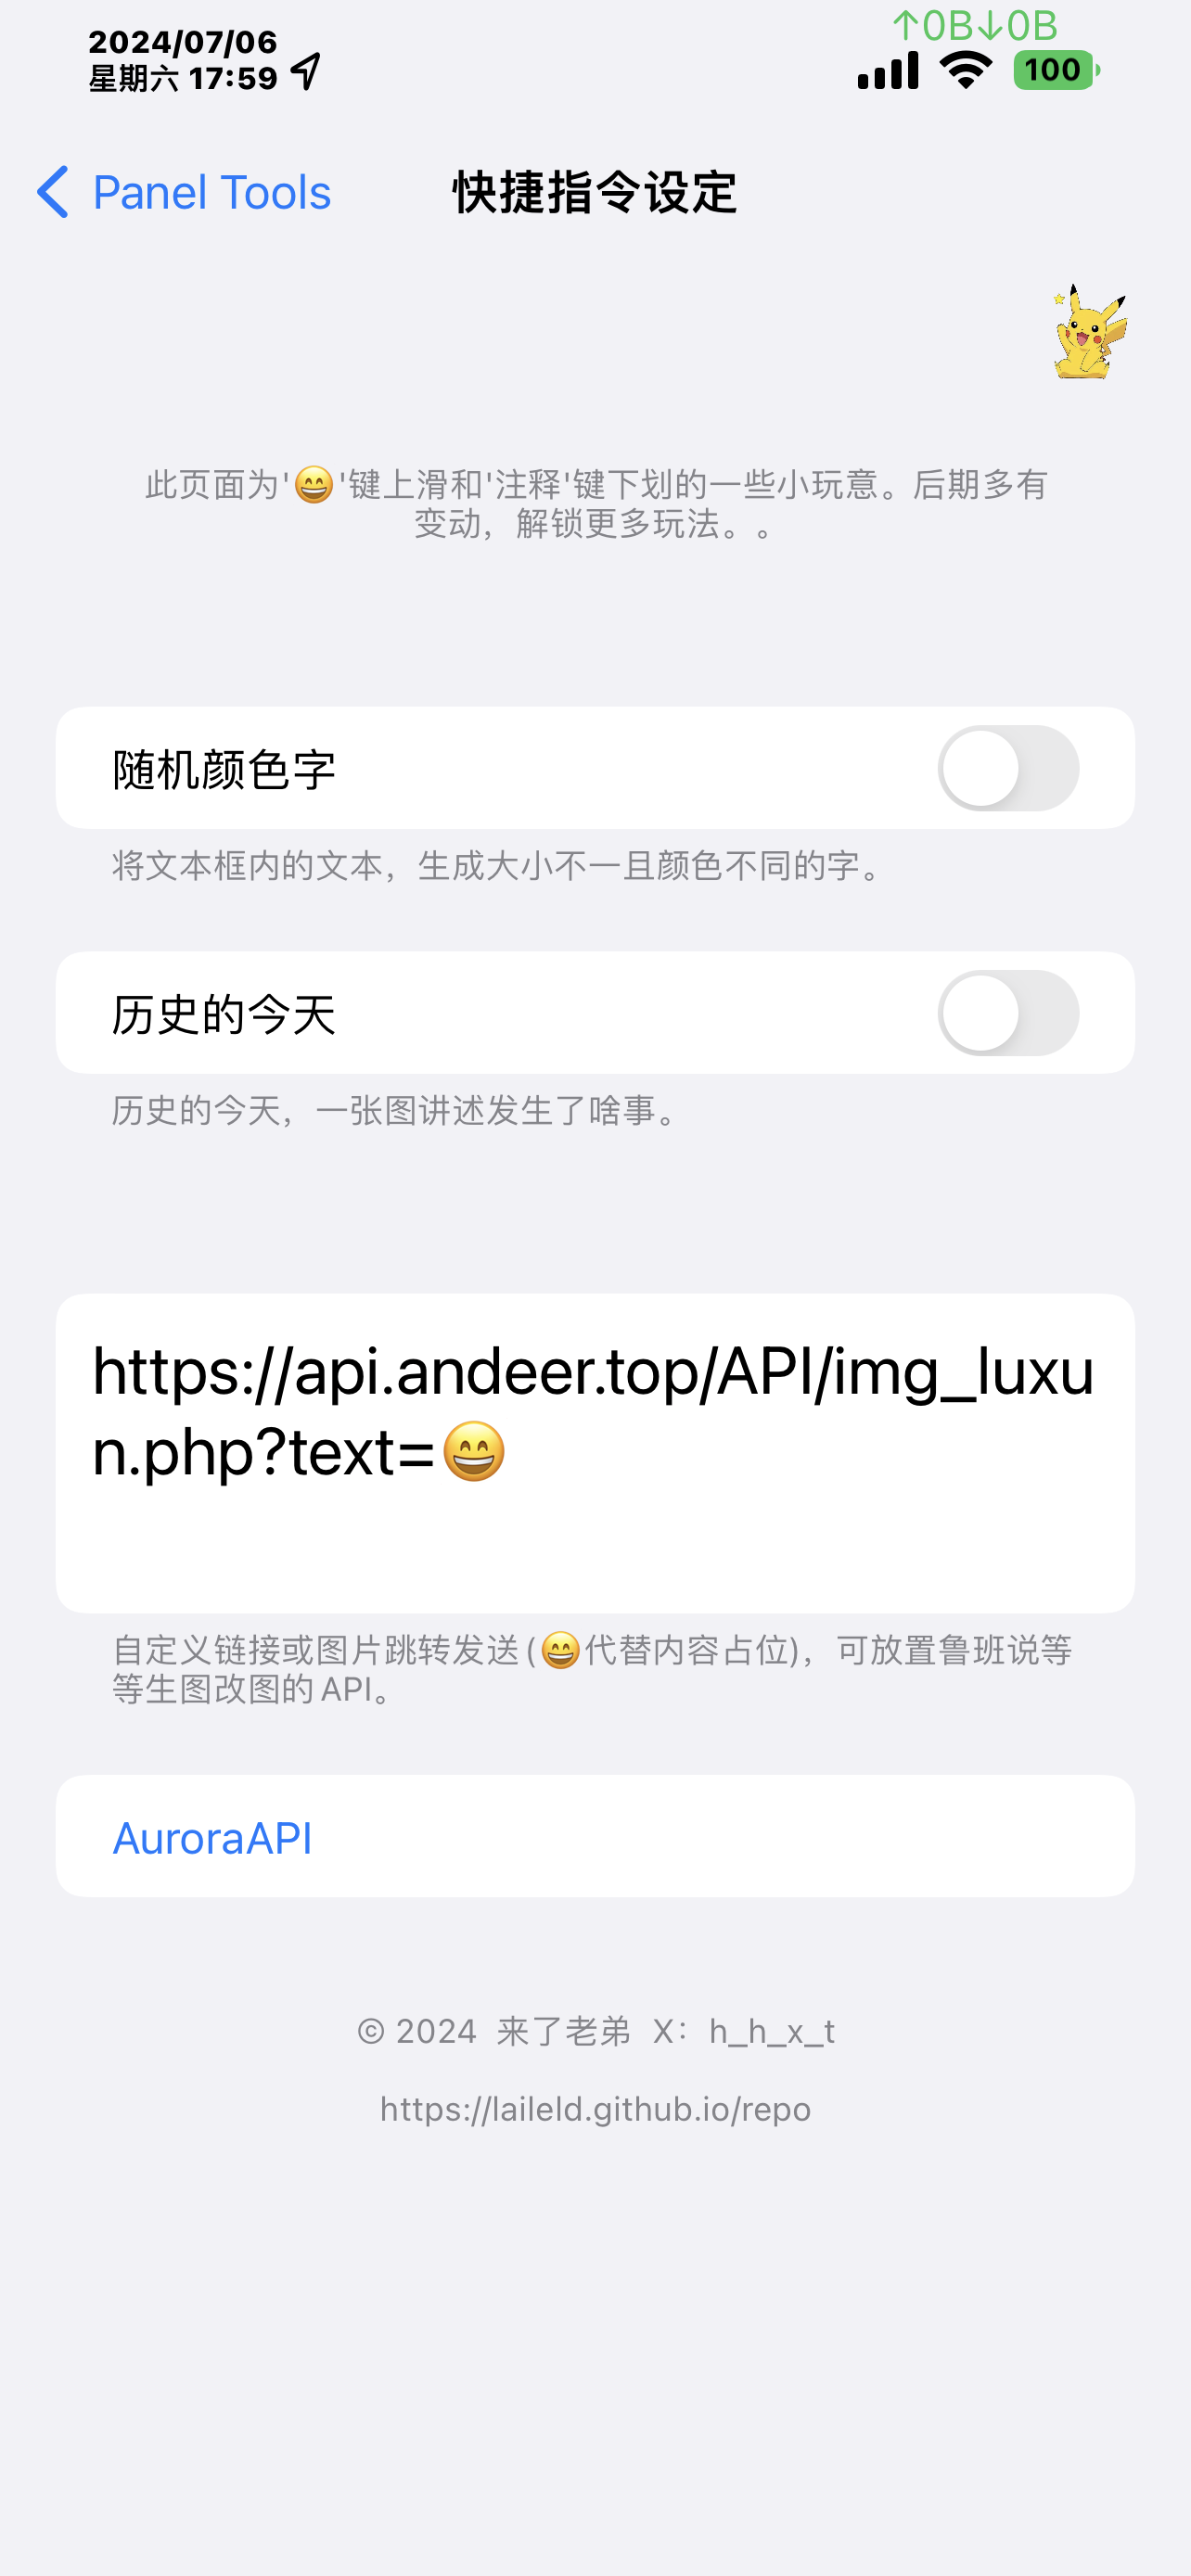 2024/07/06
星期六 17:59
↑0B↓0B
100
Panel Tools
快捷指令设定
此页面为'😄'键上滑和'注释'键下划的一些小玩意。后期多有
变动，解锁更多玩法。。
随机颜色字
将文本框内的文本，生成大小不一且颜色不同的字。
历史的今天
历史的今天，一张图讲述发生了啥事。
https://api.andeer.top/API/img_luxu
n.php?text=😄
自定义链接或图片跳转发送(😄代替内容占位)，可放置鲁班说等
等生图改图的API。
AuroraAPI
© 2024 来了老弟 X：h_h_x_t
https://laileld.github.io/repo